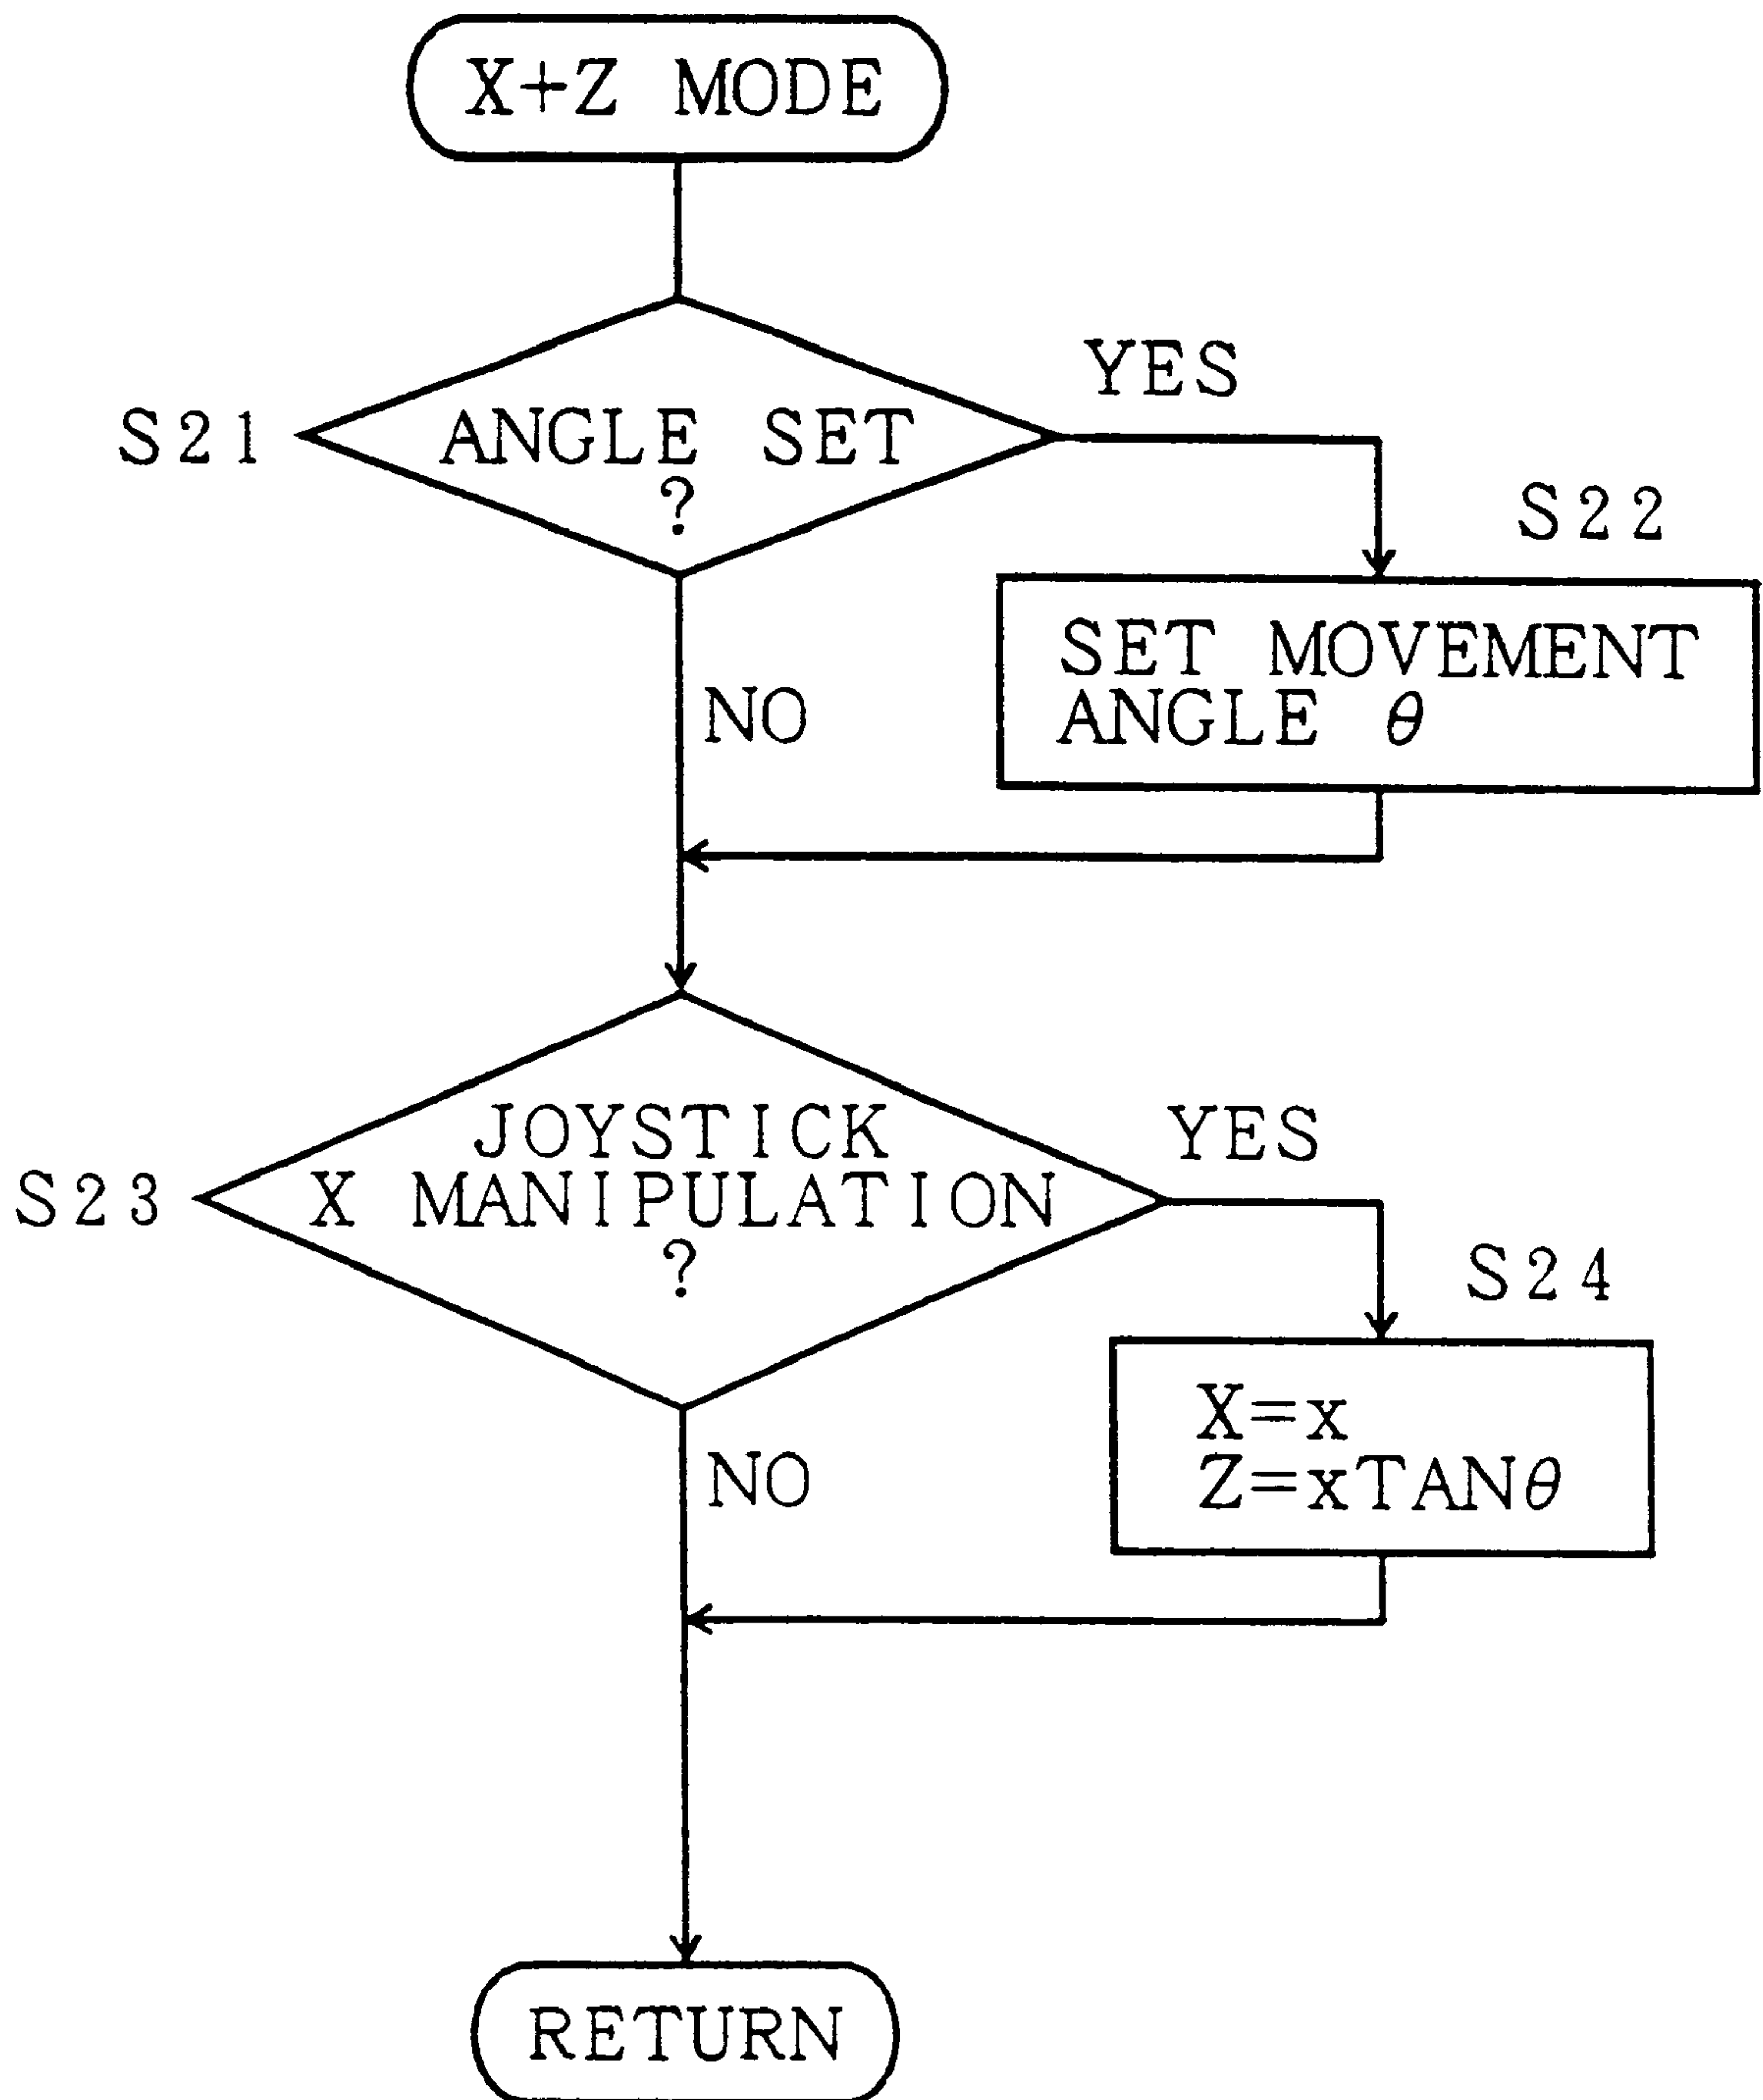 X+Z MODE
YES
S21
ANGLE SET
?
S22
SET MOVEMENT
ANGLE θ
NO
JOYSTICK
YES
S23
X MANIPULATION
?
S24
X=x
Z=xTANθ
NO
RETURN